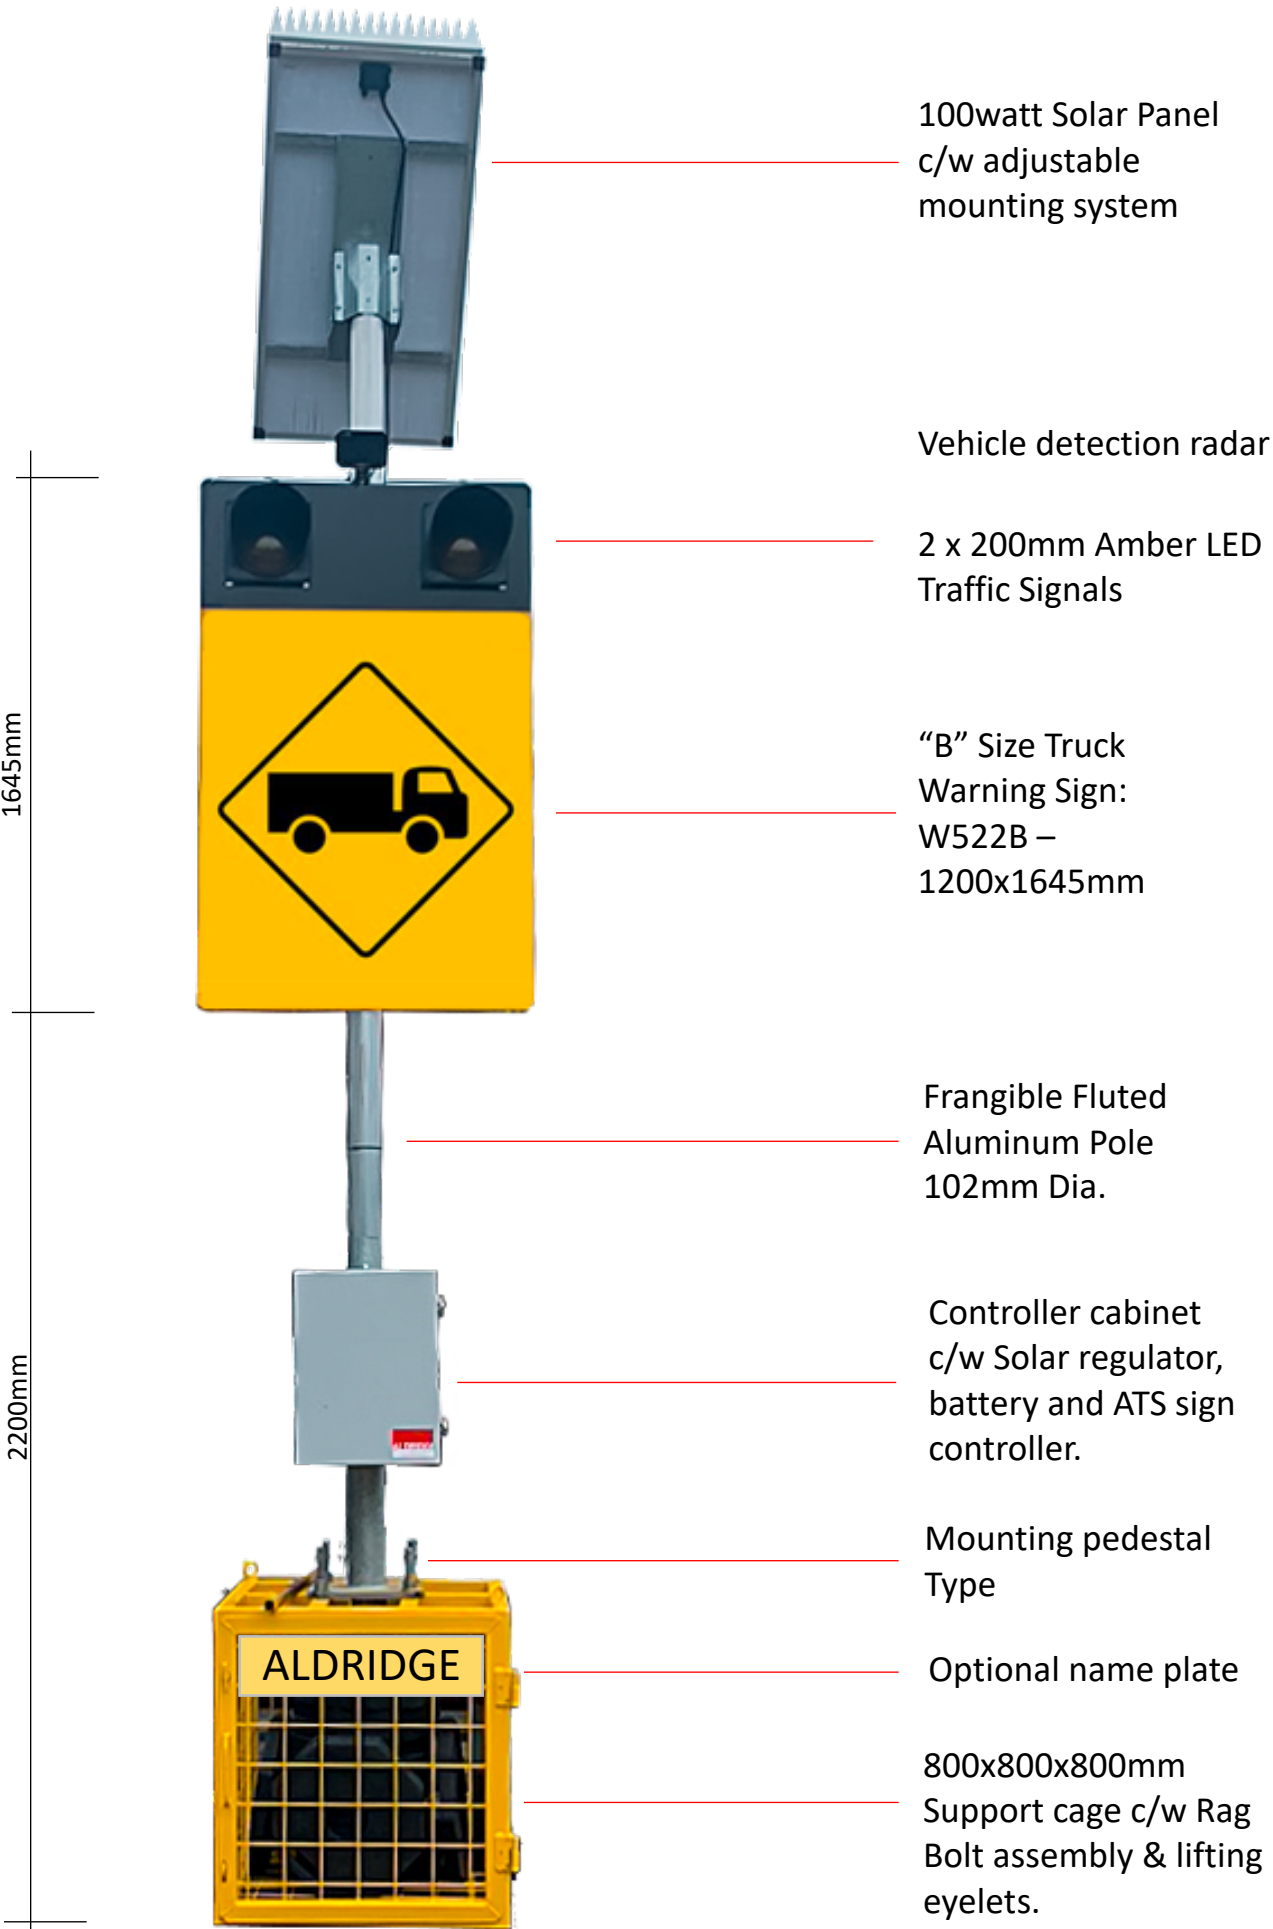 100watt Solar Panel
c/w adjustable
mounting system
Vehicle detection radar
2 x 200mm Amber LED
Traffic Signals
1645mm
“B” Size Truck
Warning Sign:
W522B –
1200x1645mm
Frangible Fluted
Aluminum Pole
102mm Dia.
2200mm
Controller cabinet
c/w Solar regulator,
battery and ATS sign
controller.
ALDRIDGE
Mounting pedestal
Type
ALDRIDGE
Optional name plate
800x800x800mm
Support cage c/w Rag
Bolt assembly & lifting
eyelets.